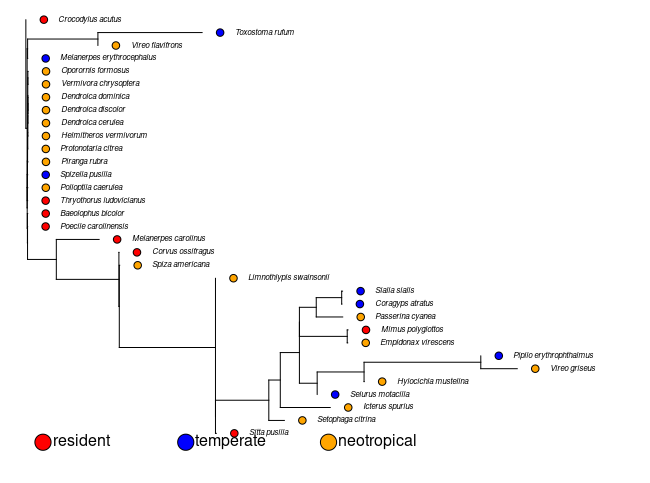 Crocodylus acutus
Toxostoma rufum
Vireo flavifrons
Melanerpes erythrocephalus
Oporornis formosus
Vermivora chrysoptera
Dendroica dominica
Dendroica discolor
Dendroica cerulea
Helmitheros vermivorum
Protonotaria citrea
Piranga rubra
Spizella pusilla
Polioptila caerulea
Thryothorus ludovicianus
Baeolophus bicolor
Poecile carolinensis
Melanerpes carolinus
Corvus ossifragus
Spiza americana
Limnothlypis swainsonii
Sialia sialis
Coragyps atratus
Passerina cyanea
Mimus polyglottos
Empidonax virescens
Pipilo erythrophthalmus
Vireo griseus
Hylocichla mustelina
Seiurus motacilla
Icterus spurius
Setophaga citrina
Sitta pusilla
resident temperate neotropical